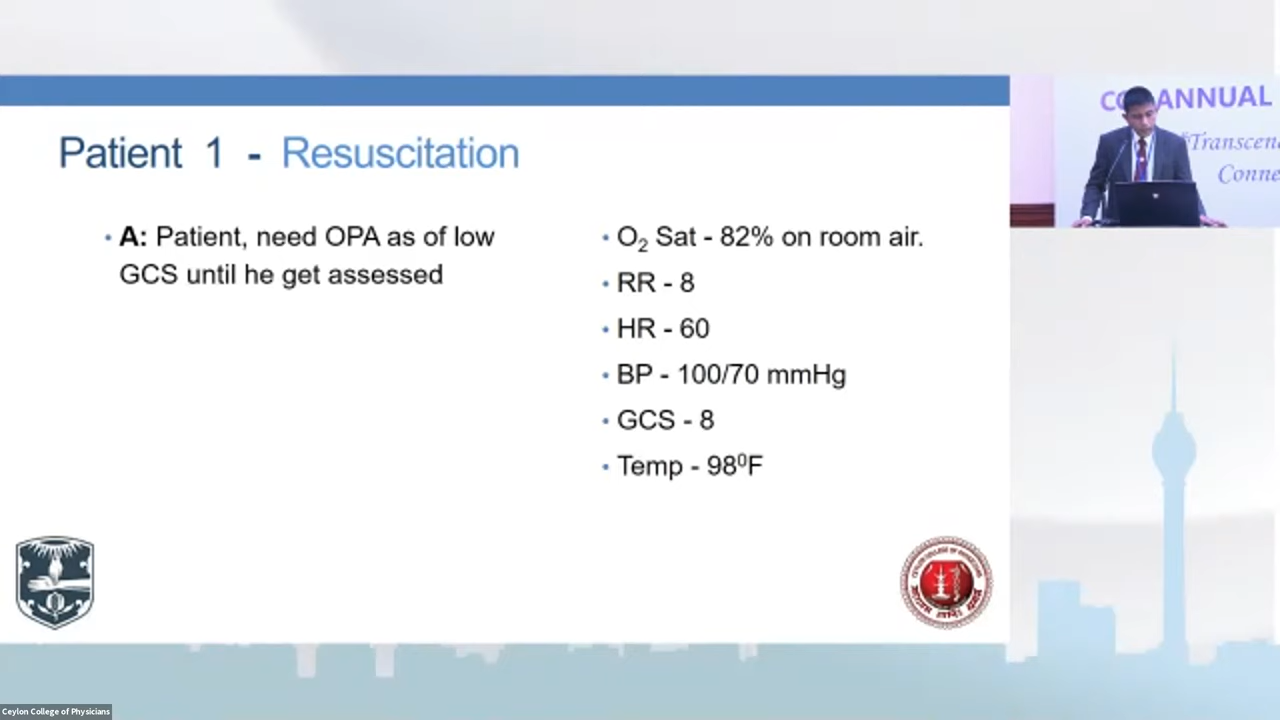 Patient 1 - Resuscitation
• A: Patient, need OPA as of low
GCS until he get assessed
• O2 Sat - 82% on room air.
• RR - 8
• HR - 60
• BP - 100/70 mmHg
• GCS - 8
• Temp - 98⁰F
ANNUAL
Ceylon College of Physicians